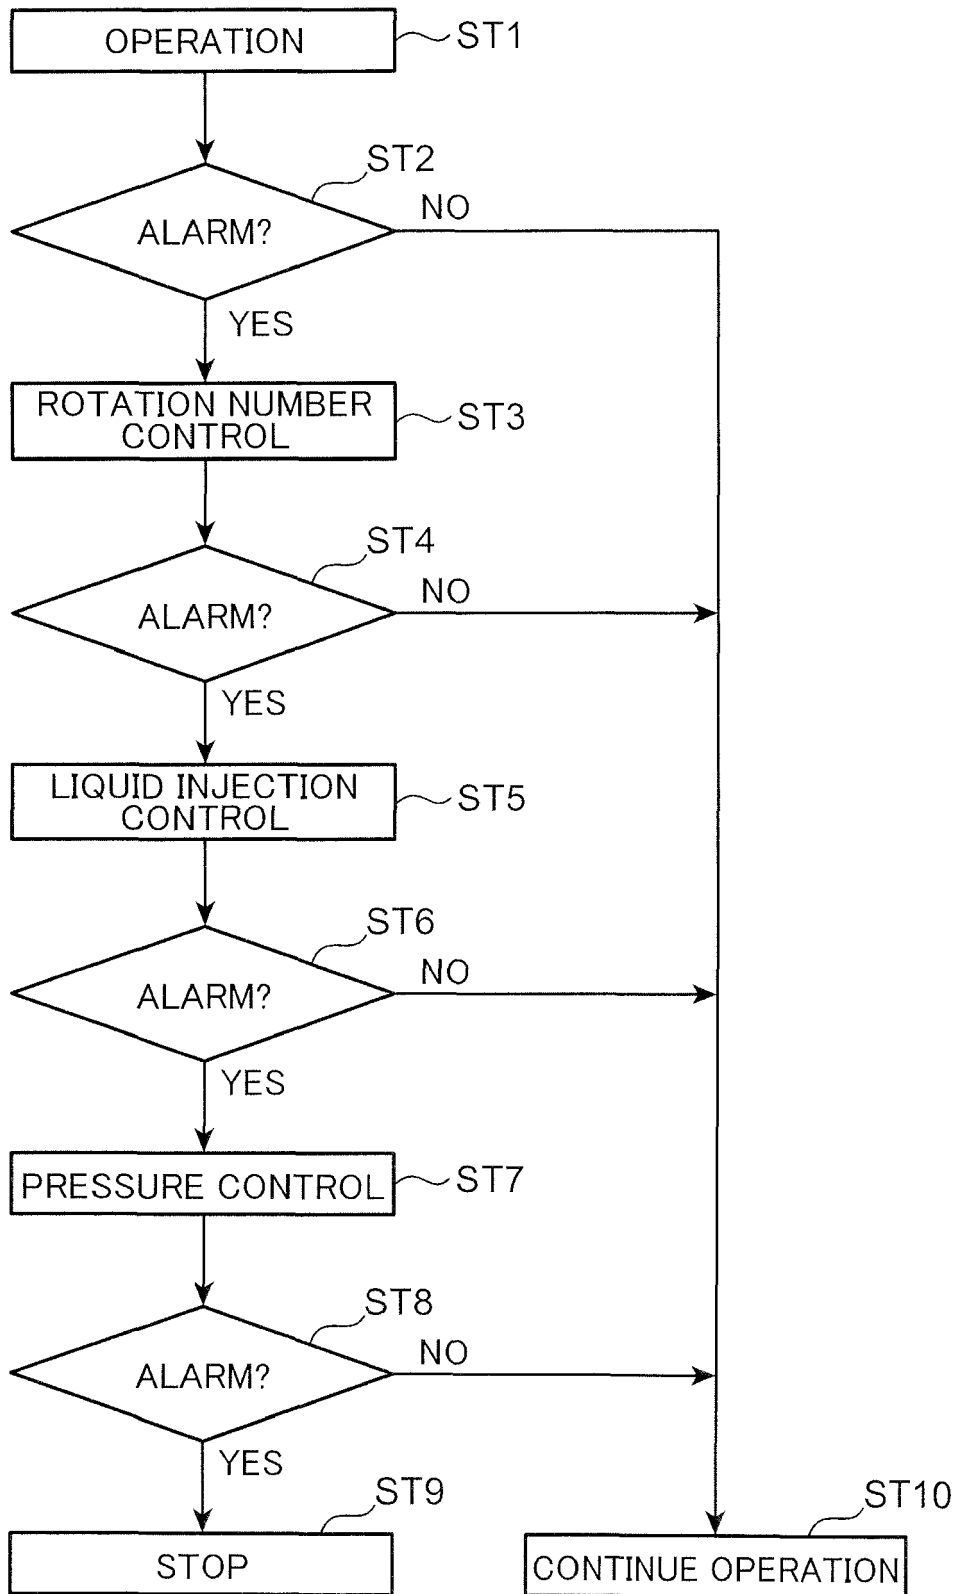 OPERATION
ST1
ST2
NO
ALARM?
YES
ROTATION NUMBER
CONTROL
ST3
ST4
NO
ALARM?
YES
LIQUID INJECTION
CONTROL
ST5
ST6
NO
ALARM?
YES
PRESSURE CONTROL
ST7
ST8
NO
ALARM?
YES
ST9
STOP
ST10
CONTINUE OPERATION